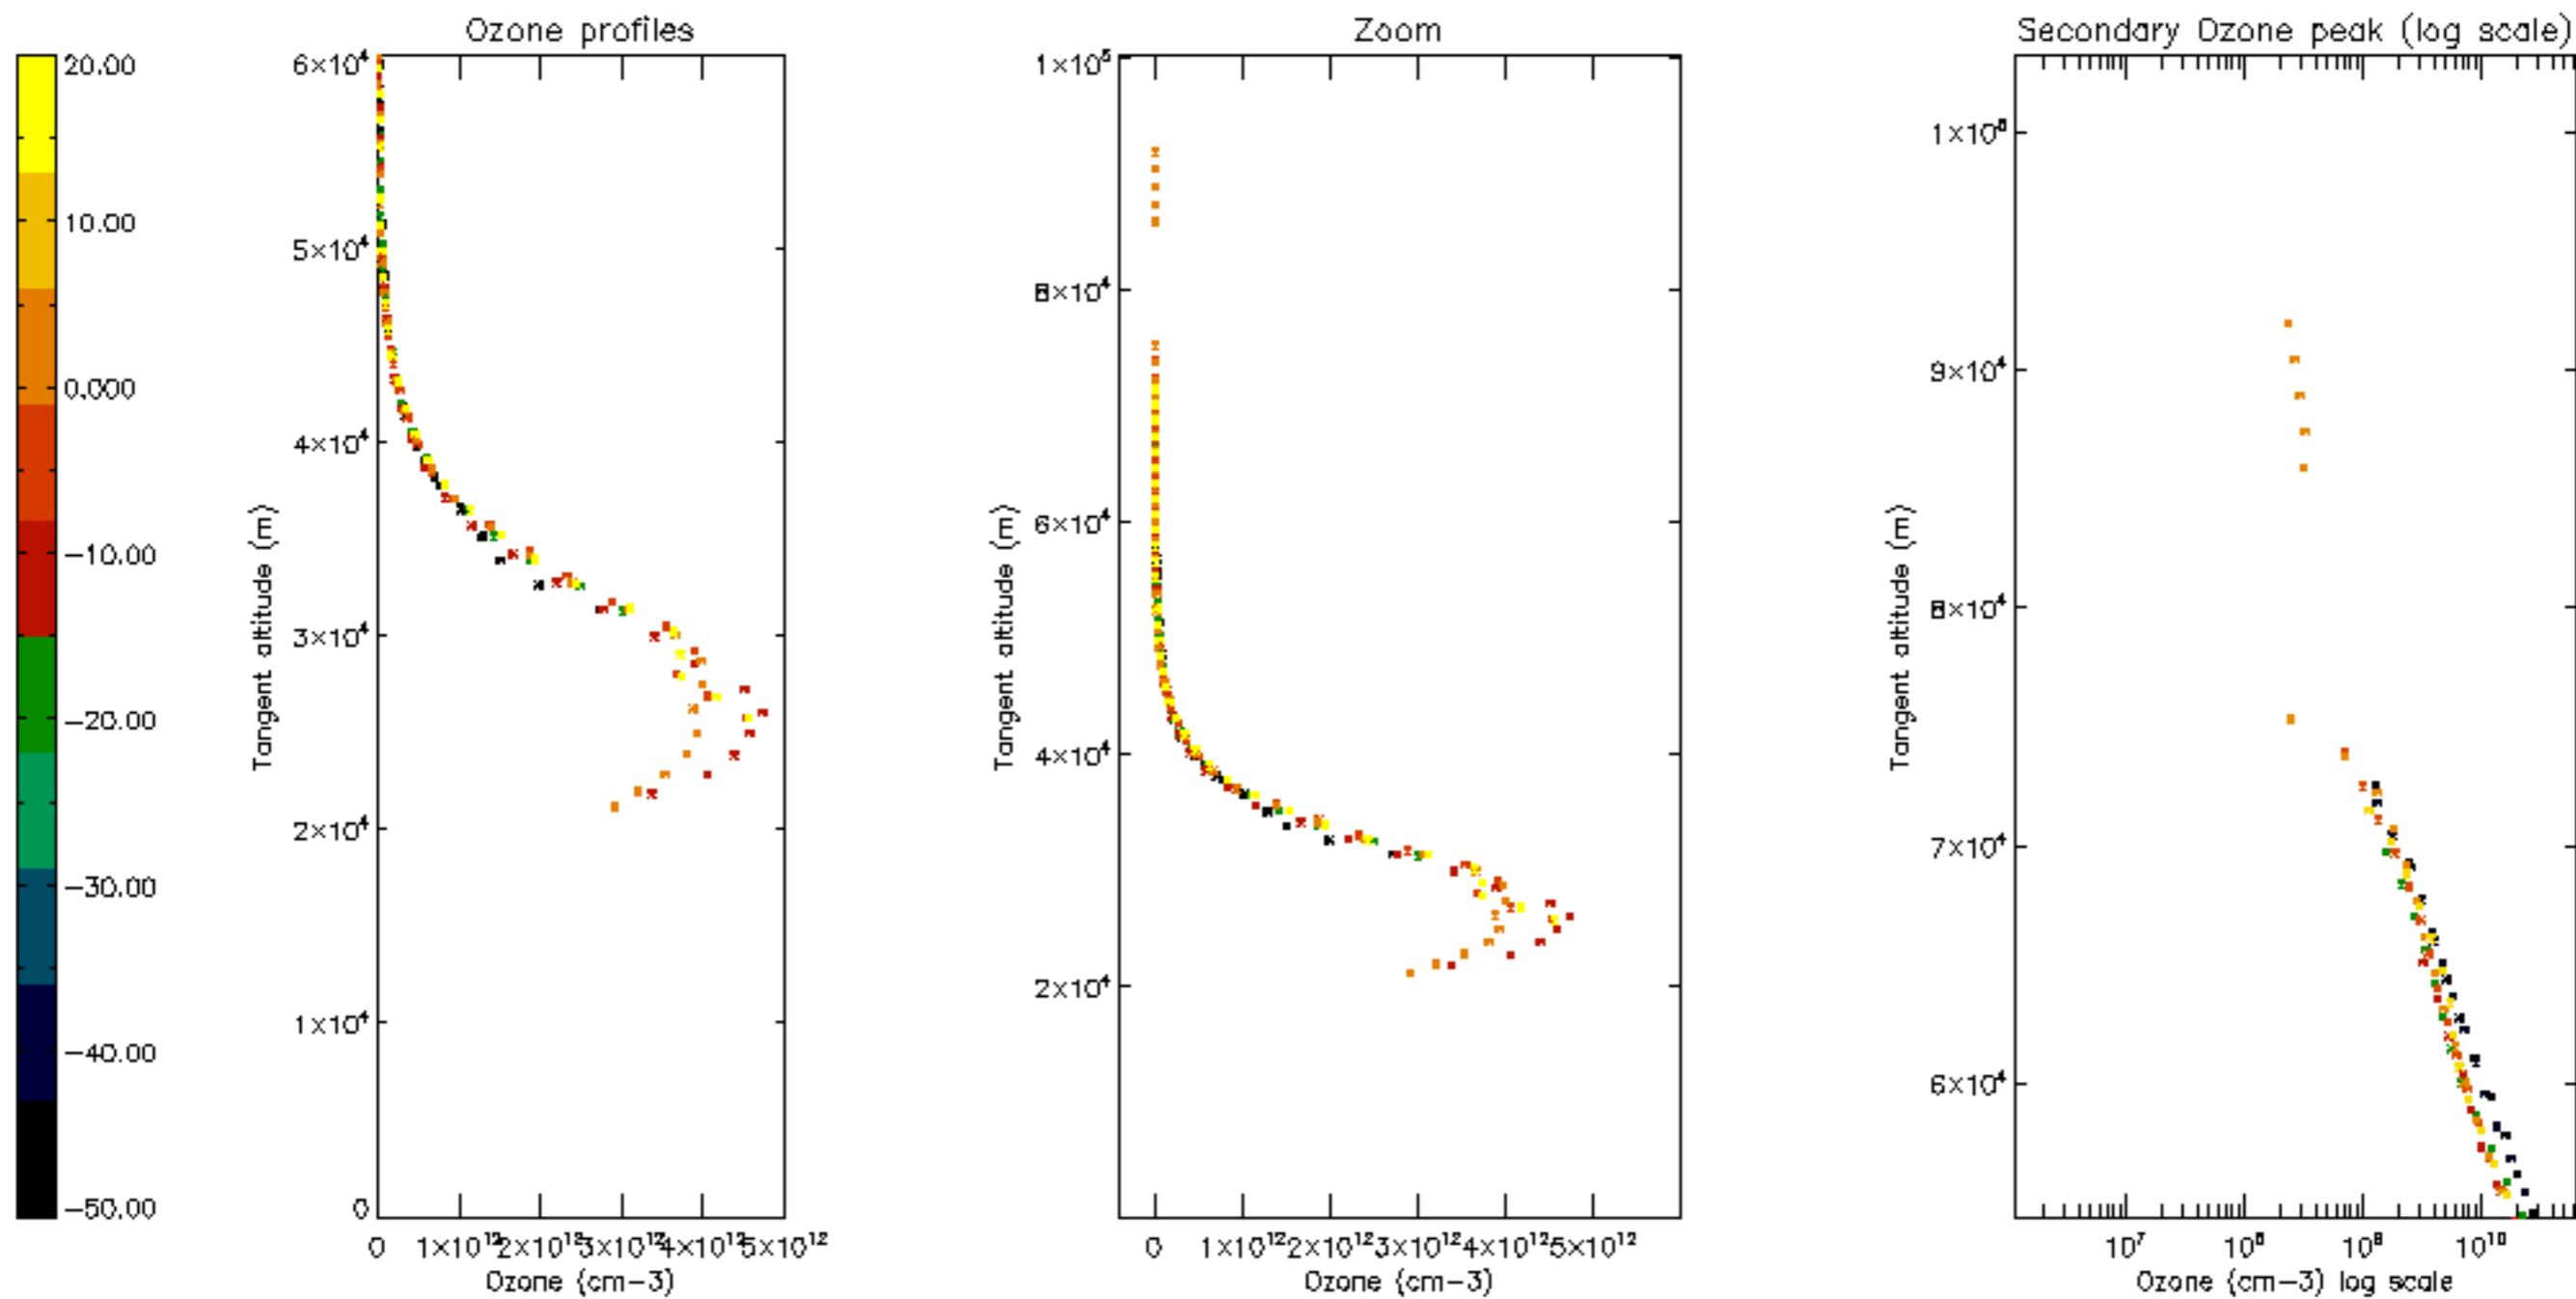 Ozone profiles
Zoom
Secondary Ozone peak (log scale)
20.00
10.00
0.000
−10.00
−20.00
−30.00
−40.00
−50.00
6×10⁴
5×10⁴
4×10⁴
3×10⁴
2×10⁴
1×10⁴
0
Tangent altitude (m)
0 1×10¹² 2×10¹² 3×10¹² 4×10¹² 5×10¹²
Ozone (cm−3)
1×10⁵
8×10⁴
6×10⁴
4×10⁴
2×10⁴
Tangent altitude (m)
0 1×10¹² 2×10¹² 3×10¹² 4×10¹² 5×10¹²
Ozone (cm−3)
9×10⁴
8×10⁴
7×10⁴
6×10⁴
Tangent altitude (m)
10⁷ 10⁸ 10⁹ 10¹⁰
Ozone (cm−3) log scale